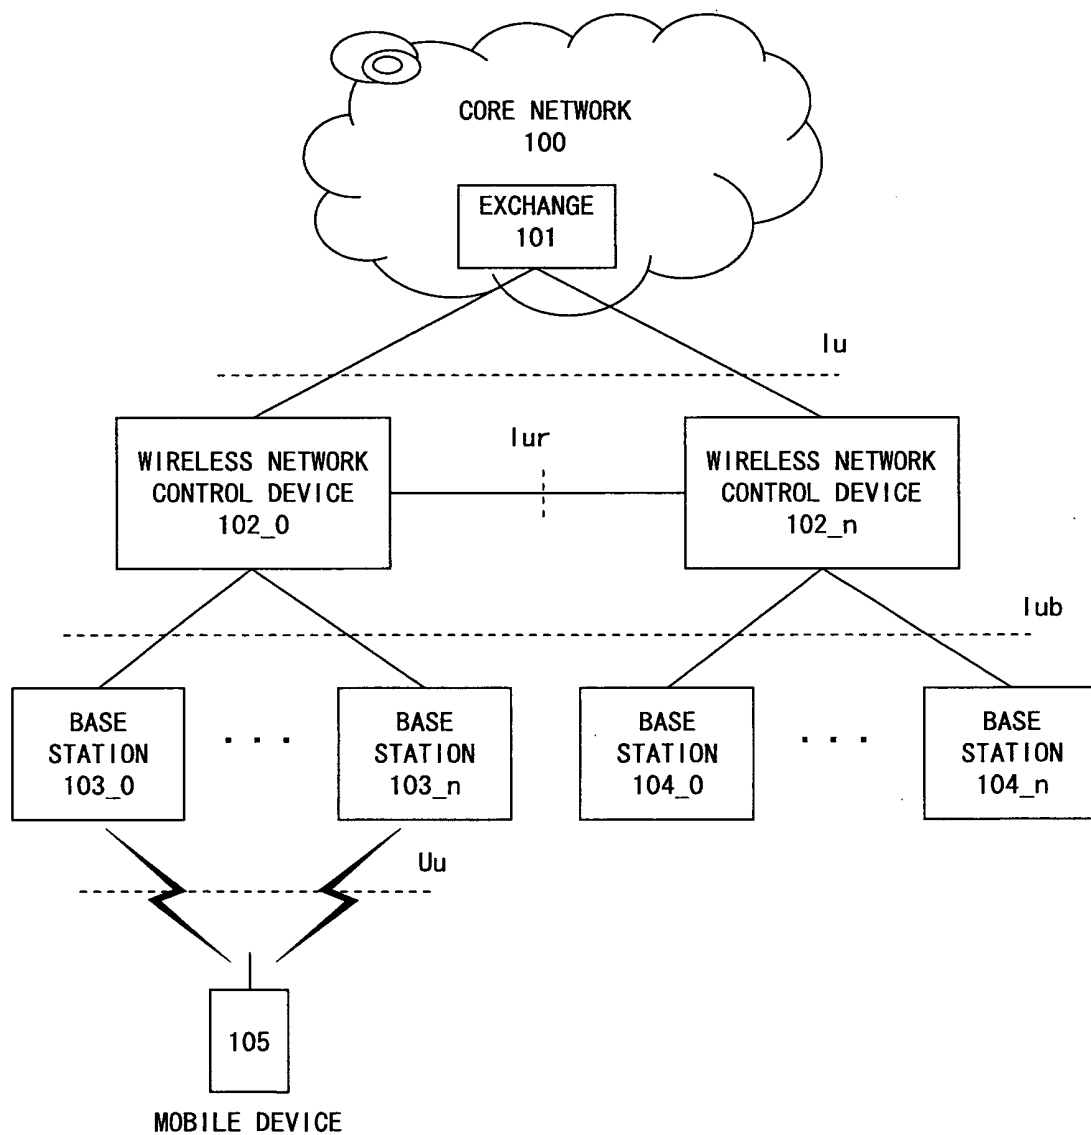 CORE NETWORK
100
EXCHANGE
101
Iu
Iur
WIRELESS NETWORK
CONTROL DEVICE
102_0
WIRELESS NETWORK
CONTROL DEVICE
102_n
Iub
BASE
STATION
103_0
. . .
BASE
STATION
103_n
BASE
STATION
104_0
. . .
BASE
STATION
104_n
Uu
105
MOBILE DEVICE